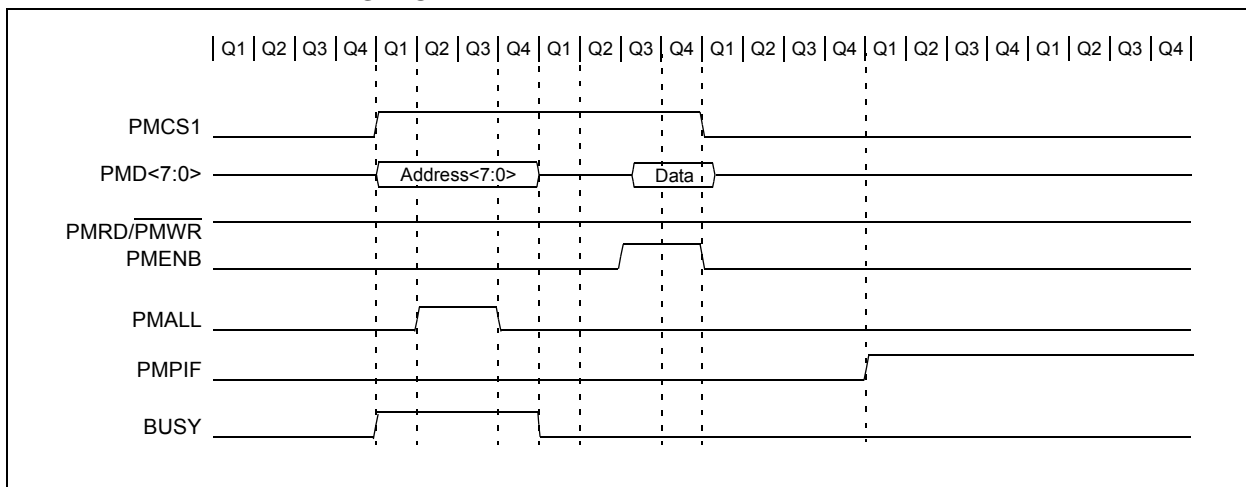 | Q1 | Q2 | Q3 | Q4 | Q1 | Q2 | Q3 | Q4 | Q1 | Q2 | Q3 | Q4 | Q1 | Q2 | Q3 | Q4 | Q1 | Q2 | Q3 | Q4 | Q1 | Q2 | Q3 | Q4 |
PMCS1
PMD<7:0>
Address<7:0>
Data
PMRD/PMWR
PMENB
PMALL
PMPIF
BUSY